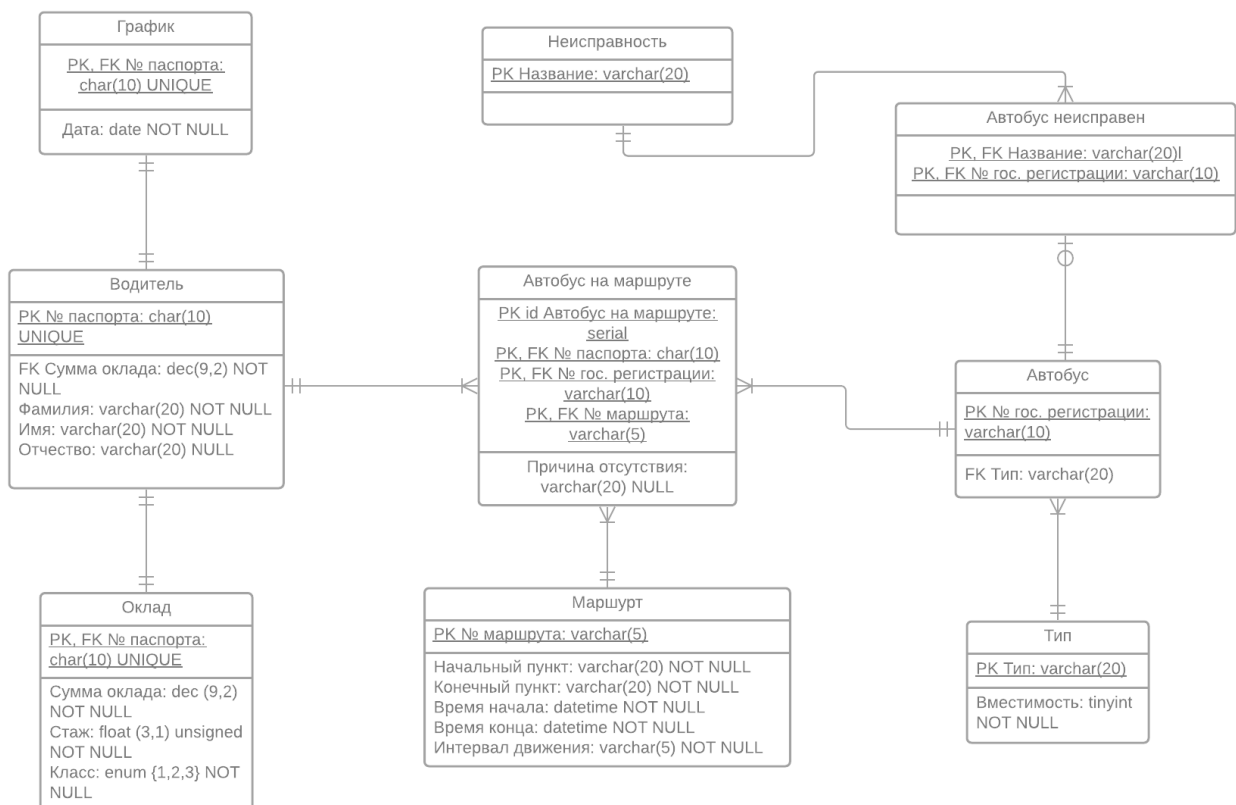 График
PK, FK № паспорта:
char(10) UNIQUE
Дата: date NOT NULL
Неисправность
PK Название: varchar(20)
Автобус неисправен
PK, FK Название: varchar(20)l
PK, FK № гос. регистрации: varchar(10)
Водитель
PK № паспорта: char(10)
UNIQUE
FK Сумма оклада: dec(9,2) NOT
NULL
Фамилия: varchar(20) NOT NULL
Имя: varchar(20) NOT NULL
Отчество: varchar(20) NULL
Автобус на маршруте
PK id Автобус на маршруте:
serial
PK, FK № паспорта: char(10)
PK, FK № гос. регистрации:
varchar(10)
PK, FK № маршрута:
varchar(5)
Причина отсутствия:
varchar(20) NULL
Автобус
PK № гос. регистрации:
varchar(10)
FK Тип: varchar(20)
Оклад
PK, FK № паспорта:
char(10) UNIQUE
Сумма оклада: dec (9,2)
NOT NULL
Стаж: float (3,1) unsigned
NOT NULL
Класс: enum {1,2,3} NOT
NULL
Маршурт
PK № маршрута: varchar(5)
Начальный пункт: varchar(20) NOT NULL
Конечный пункт: varchar(20) NOT NULL
Время начала: datetime NOT NULL
Время конца: datetime NOT NULL
Интервал движения: varchar(5) NOT NULL
Тип
PK Тип: varchar(20)
Вместимость: tinyint
NOT NULL